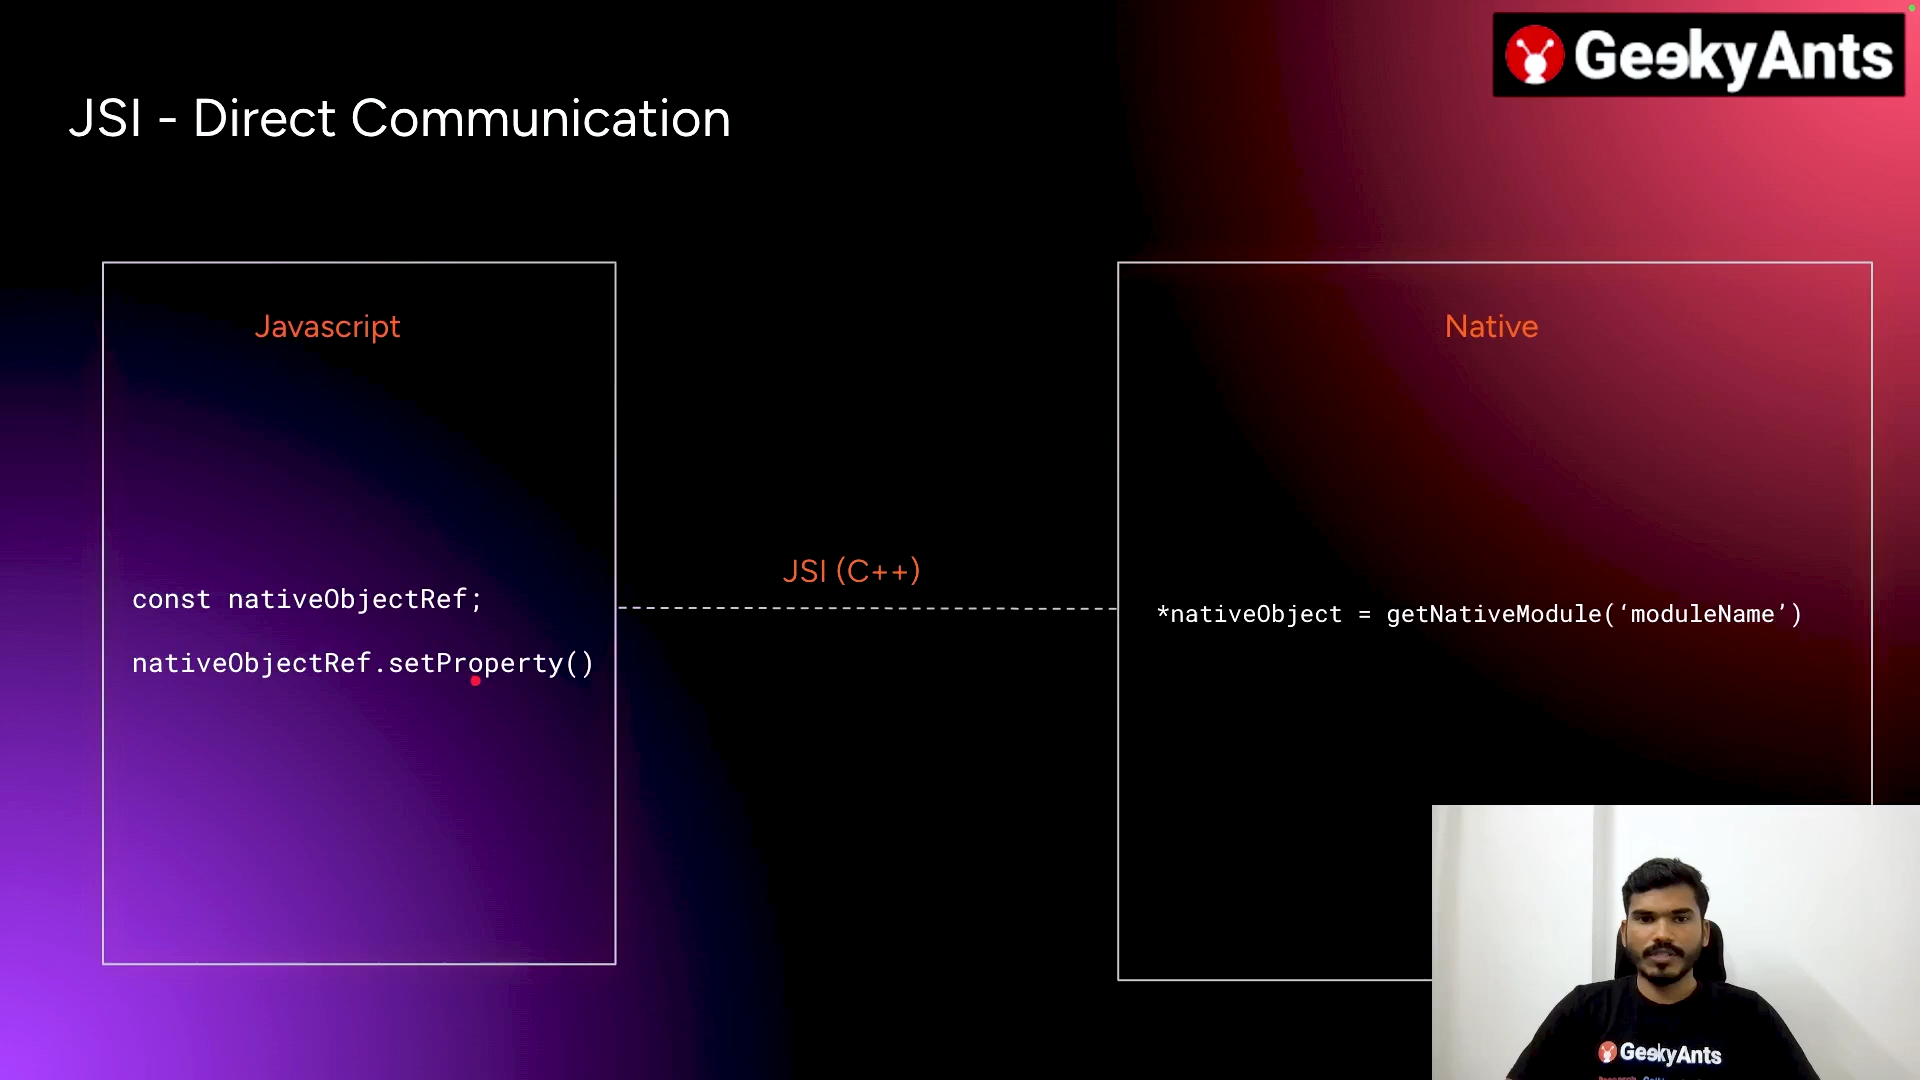 GeekyAnts
JSI - Direct Communication
Javascript
Native
JSI (C++)
const nativeObjectRef;
nativeObjectRef.setProperty()
*nativeObject = getNativeModule(‘moduleName’)
GeekyAnts